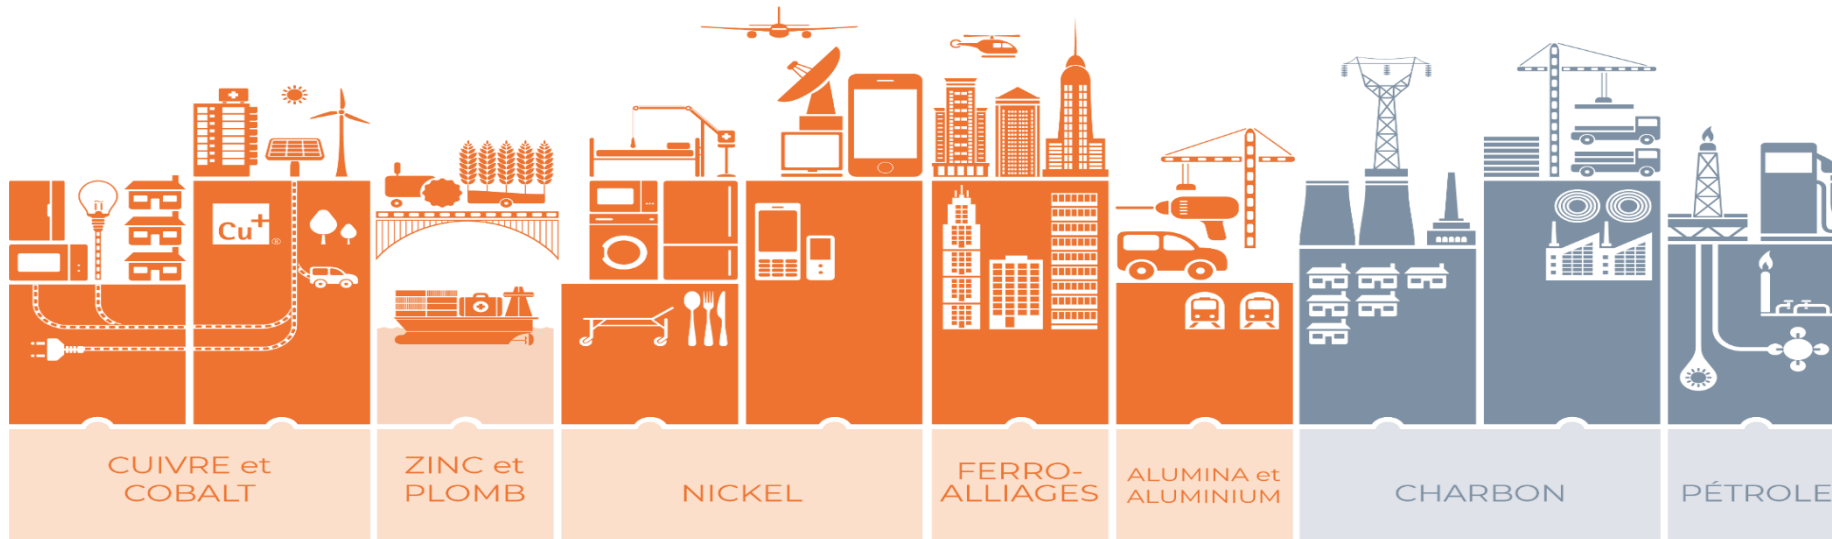 Cu+
®
CUIVRE et
COBALT
ZINC et
PLOMB
NICKEL
FERRO-
ALLIAGES
ALUMINA et
ALUMINIUM
CHARBON
PÉTROLE